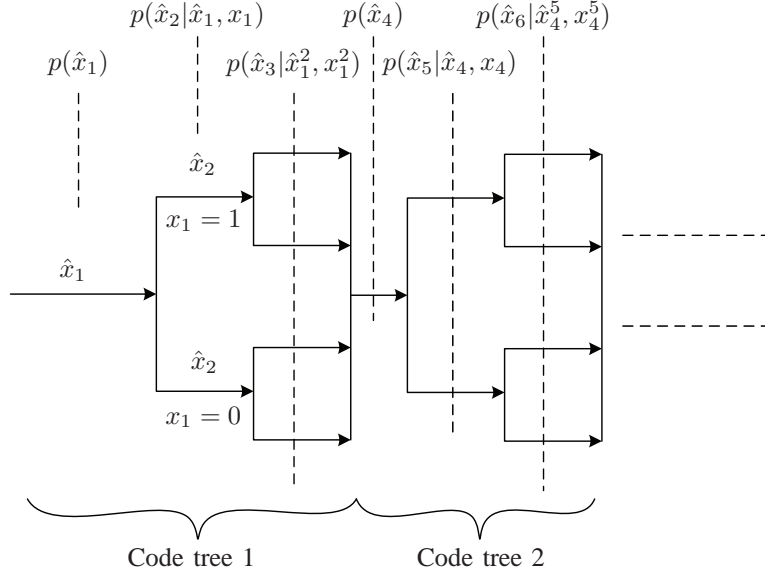 p(x̂₂|x̂₁, x₁)
p(x̂₄)
p(x̂₆|x̂₄⁵, x₄⁵)
p(x̂₁)
p(x̂₃|x̂₁², x₁²)
p(x̂₅|x̂₄, x₄)
x̂₂
x₁ = 1
x̂₁
x̂₂
x₁ = 0
Code tree 1
Code tree 2